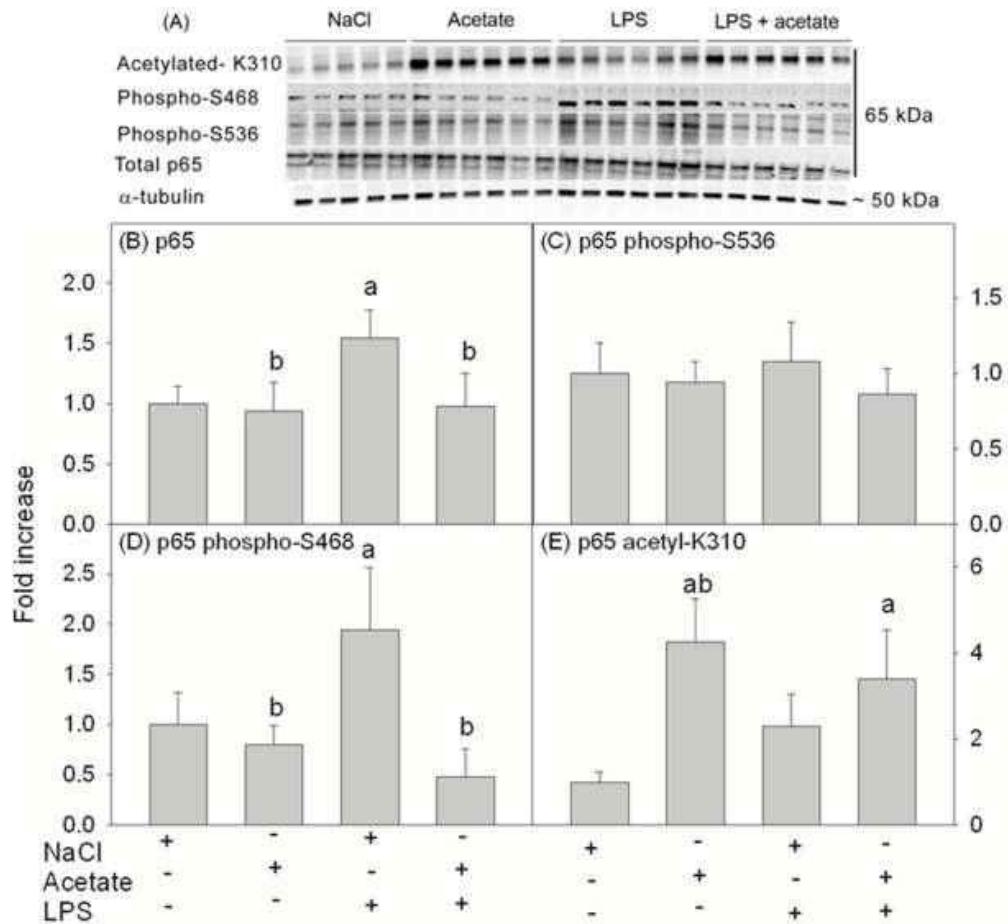 (A) NaCl Acetate LPS LPS + acetate
Acetylated- K310
Phospho-S468
65 kDa
Phospho-S536
Total p65
α-tubulin ~ 50 kDa
(B) p65
(C) p65 phospho-S536
2.0
1.5
1.0
0.5
0.0
b a b
1.5
1.0
0.5
0.0
Fold increase
(D) p65 phospho-S468
(E) p65 acetyl-K310
2.5
2.0
1.5
1.0
0.5
0.0
b a b
6
4
2
0
ab a
NaCl + - + - + - + -
Acetate - + - + - + - +
LPS - - + + - - + +